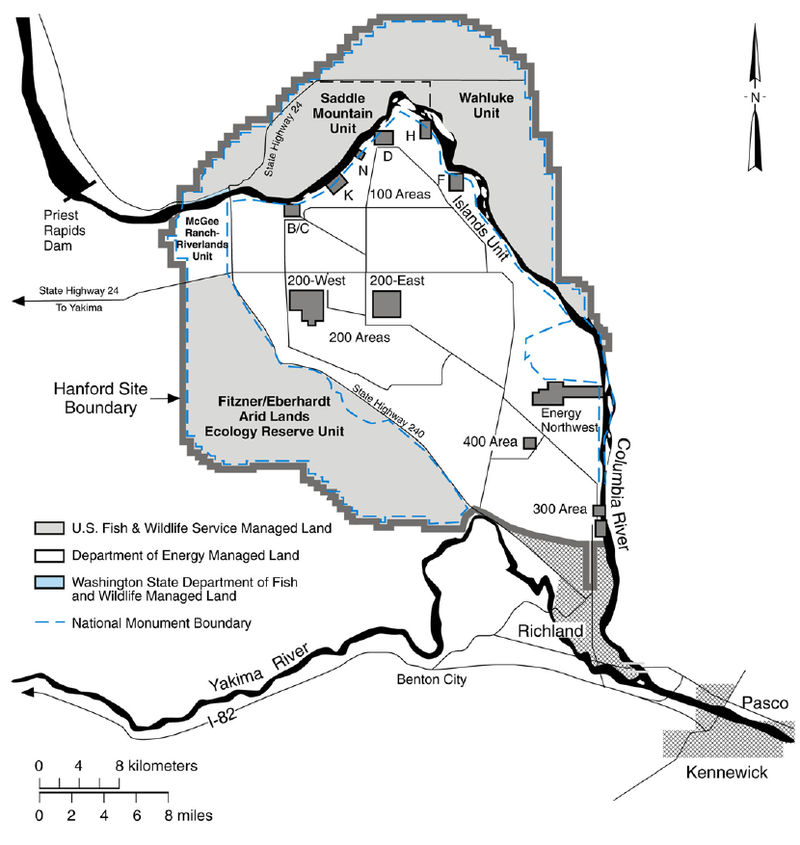 Saddle
Mountain
Unit
Wahluke
Unit
State Highway 24
N
H
D
N
K
F
100 Areas
B/C
Islands Unit
Priest
Rapids
Dam
McGee
Ranch-
Riverlands
Unit
State Highway 24
To Yakima
200-West
200-East
200 Areas
Hanford Site
Boundary
Fitzner/Eberhardt
Arid Lands
Ecology Reserve Unit
State Highway 240
Energy
Northwest
400 Area
300 Area
Columbia River
U.S. Fish & Wildlife Service Managed Land
Department of Energy Managed Land
Washington State Department of Fish
and Wildlife Managed Land
National Monument Boundary
Richland
Yakima River
Benton City
I-82
Pasco
Kennewick
0 4 8 kilometers
0 2 4 6 8 miles